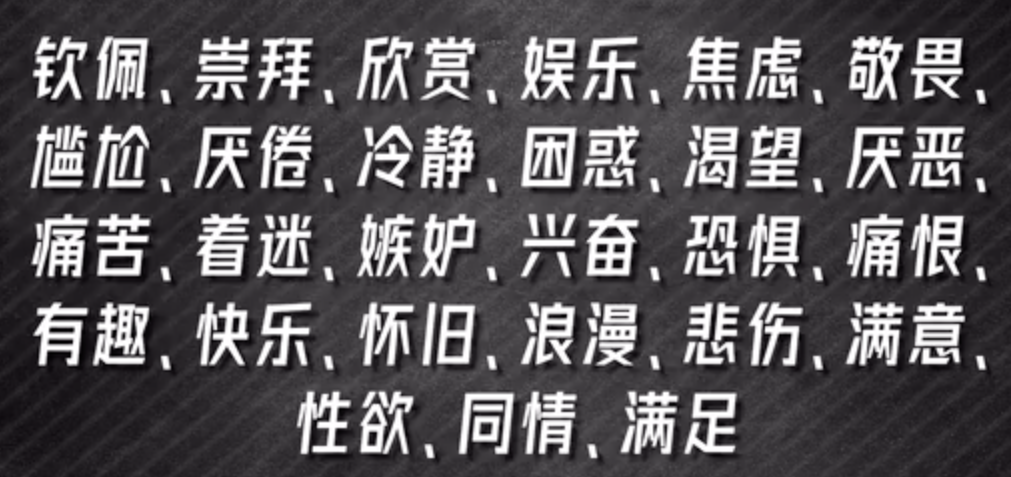 钦佩、崇拜、欣赏、娱乐、焦虑、敬畏、
尴尬、厌倦、冷静、困惑、渴望、厌恶、
痛苦、着迷、嫉妒、兴奋、恐惧、痛恨、
有趣、快乐、怀旧、浪漫、悲伤、满意、
性欲、同情、满足